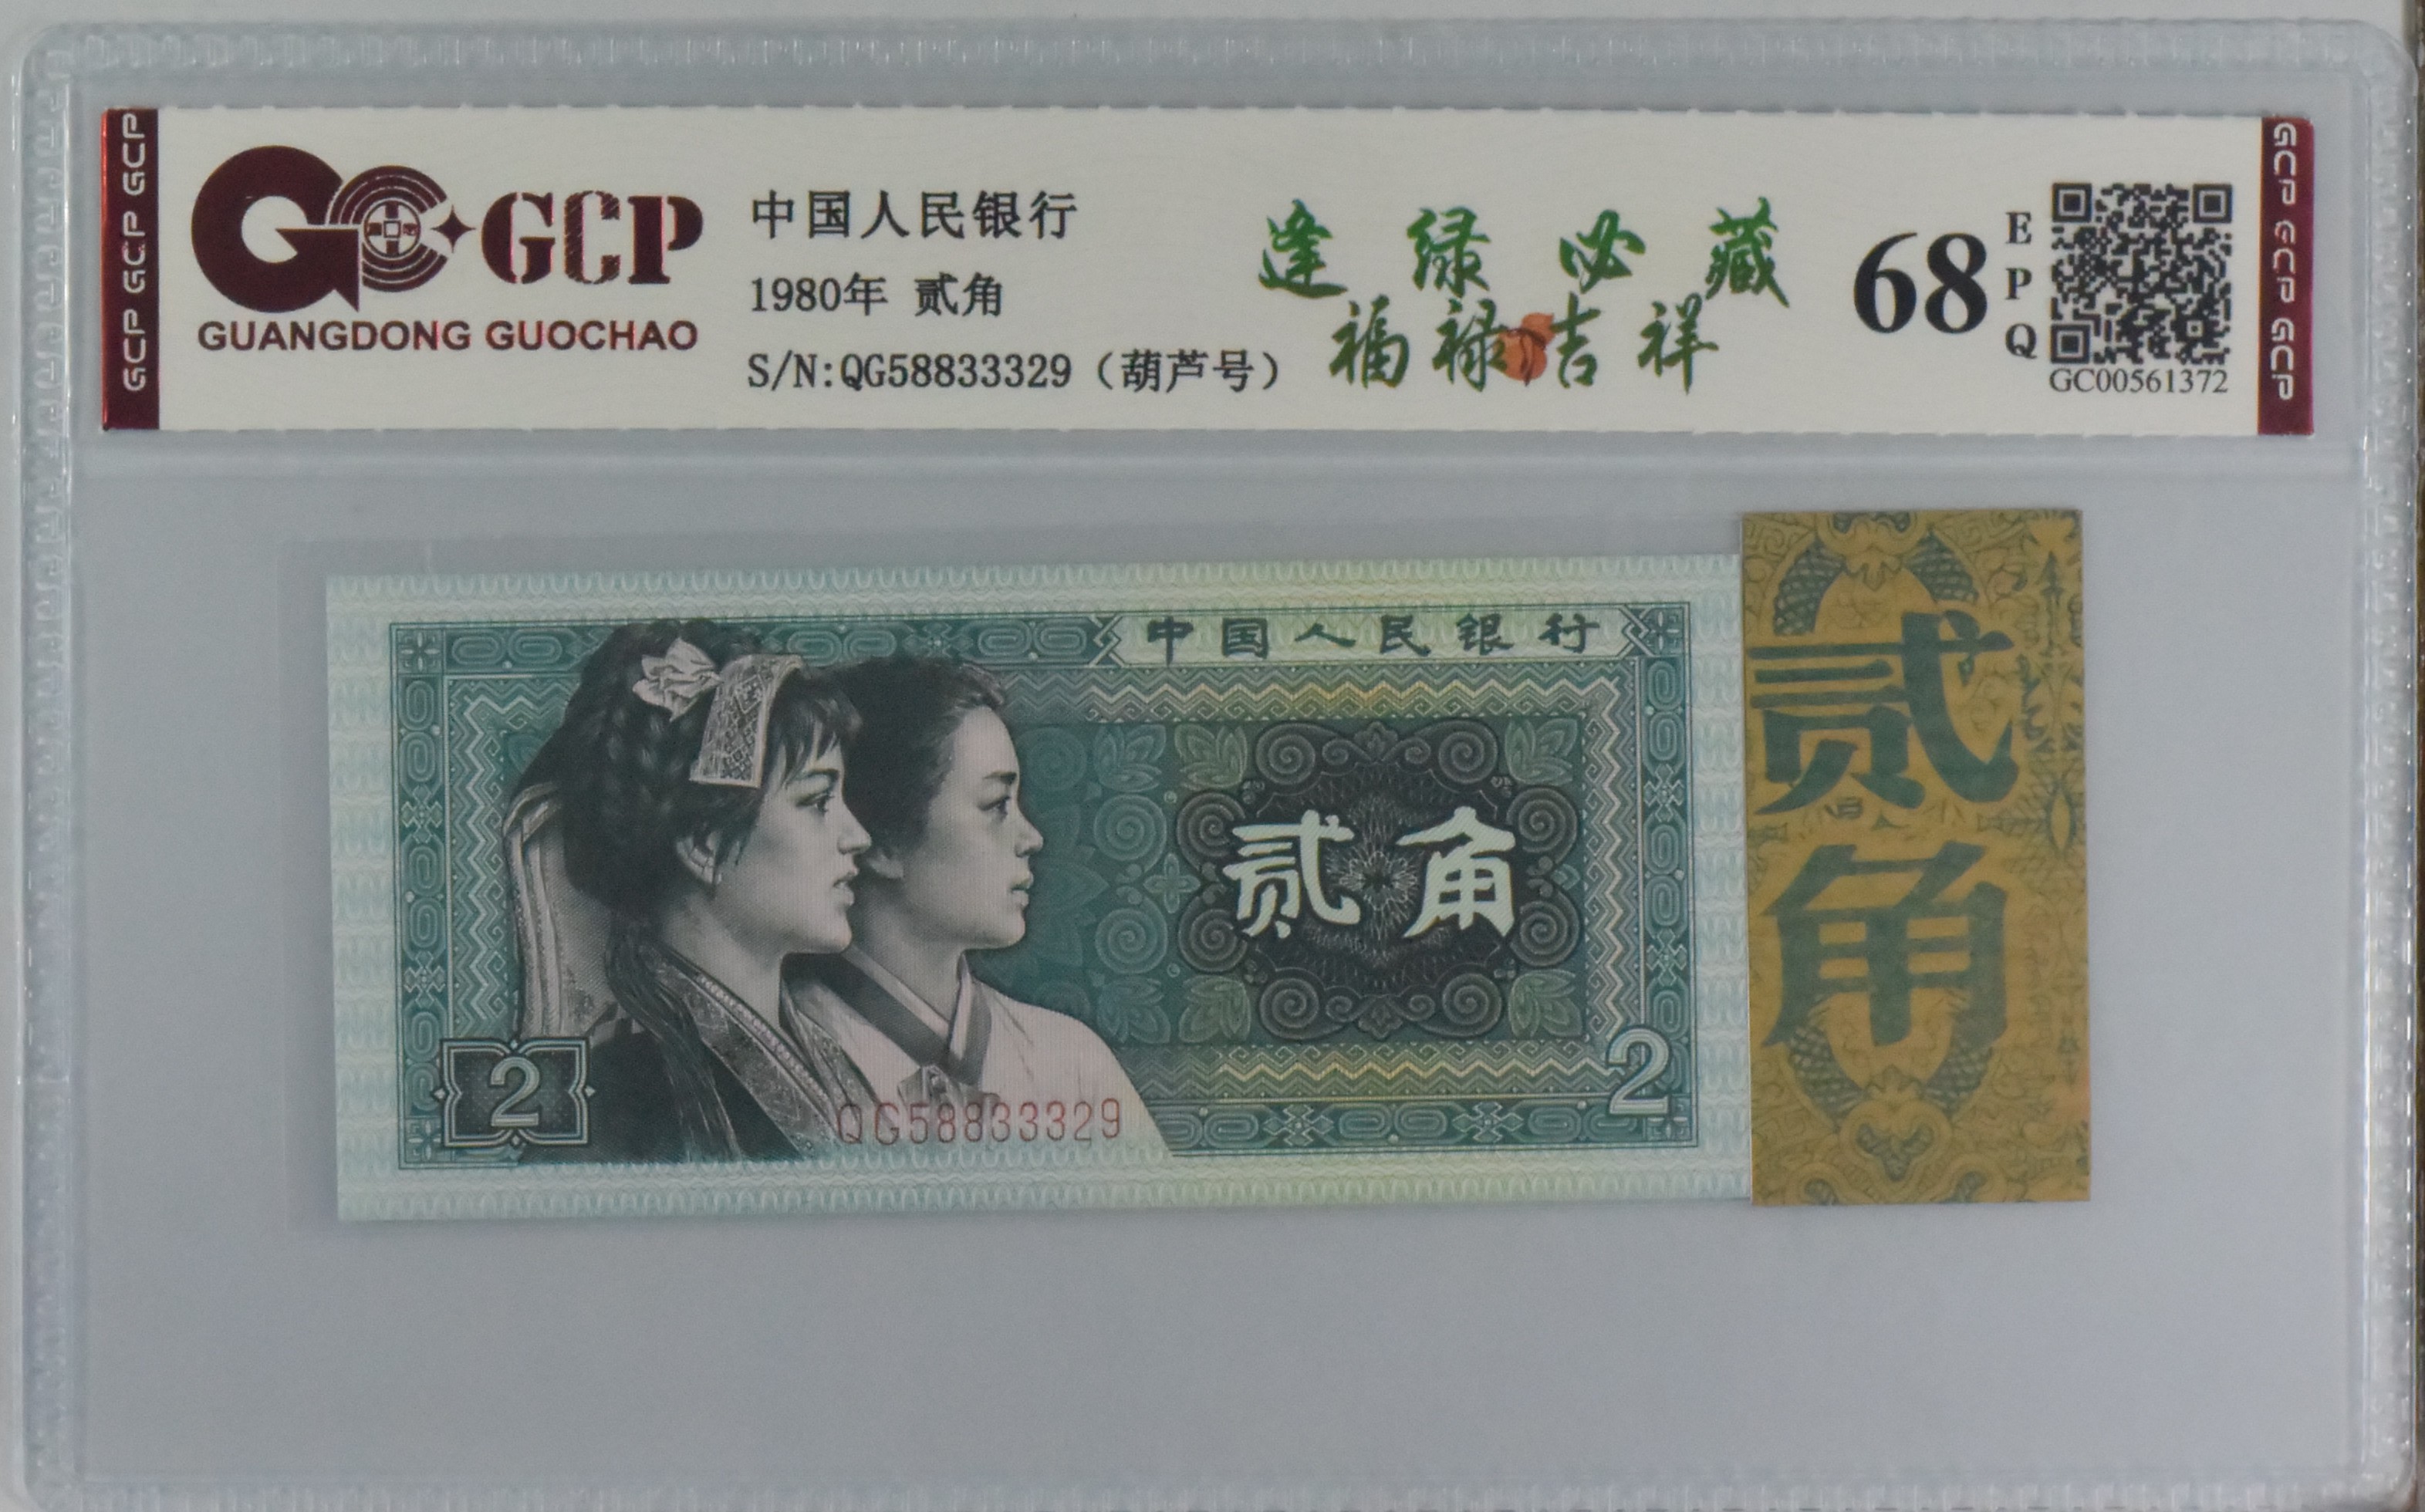 GCP GCP GCP
GCP
GUANGDONG GUOCHAO
中国人民银行
1980年 贰角
S/N:QG58833329（葫芦号）
逢绿必藏
福禄吉祥
68
EPQ
GC00561372
GCP GCP GCP
中国人民银行
贰角
2
2
QG58833329
贰角